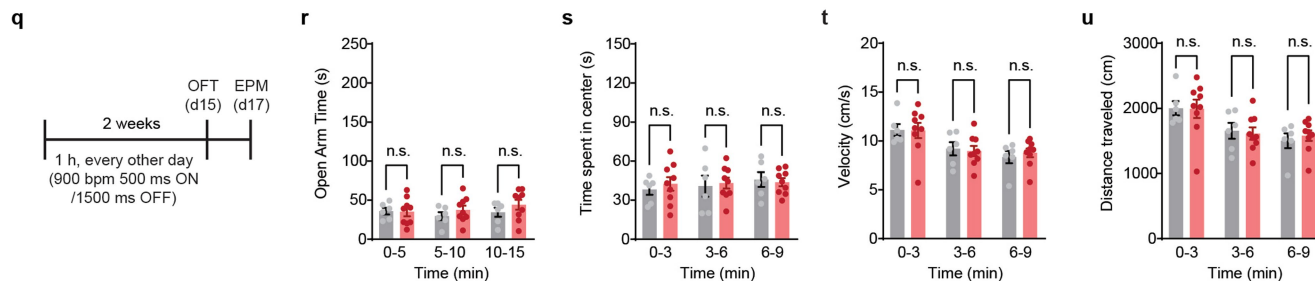 q
OFT
(d15)
EPM
(d17)
2 weeks
1 h, every other day
(900 bpm 500 ms ON
/1500 ms OFF)
r
Open Arm Time (s)
250
200
150
100
50
0
n.s.
n.s.
n.s.
0-5
5-10
10-15
Time (min)
s
Time spent in center (s)
150
120
90
60
30
0
n.s.
n.s.
n.s.
0-3
3-6
6-9
Time (min)
t
Velocity (cm/s)
20
15
10
5
0
n.s.
n.s.
n.s.
0-3
3-6
6-9
Time (min)
u
Distance traveled (cm)
3000
2000
1000
0
n.s.
n.s.
n.s.
0-3
3-6
6-9
Time (min)